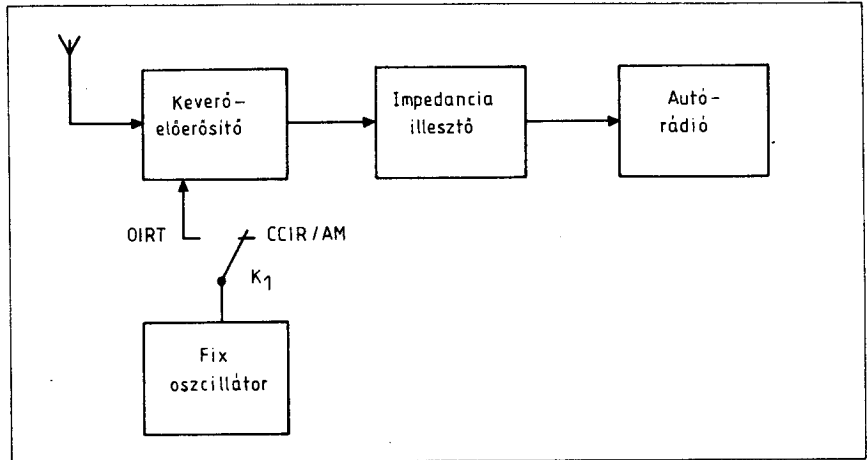 Keverő-
előerősítő
Impedancia
illesztő
Autó-
rádió
OIRT
CCIR/AM
K1
Fix
oszcillátor